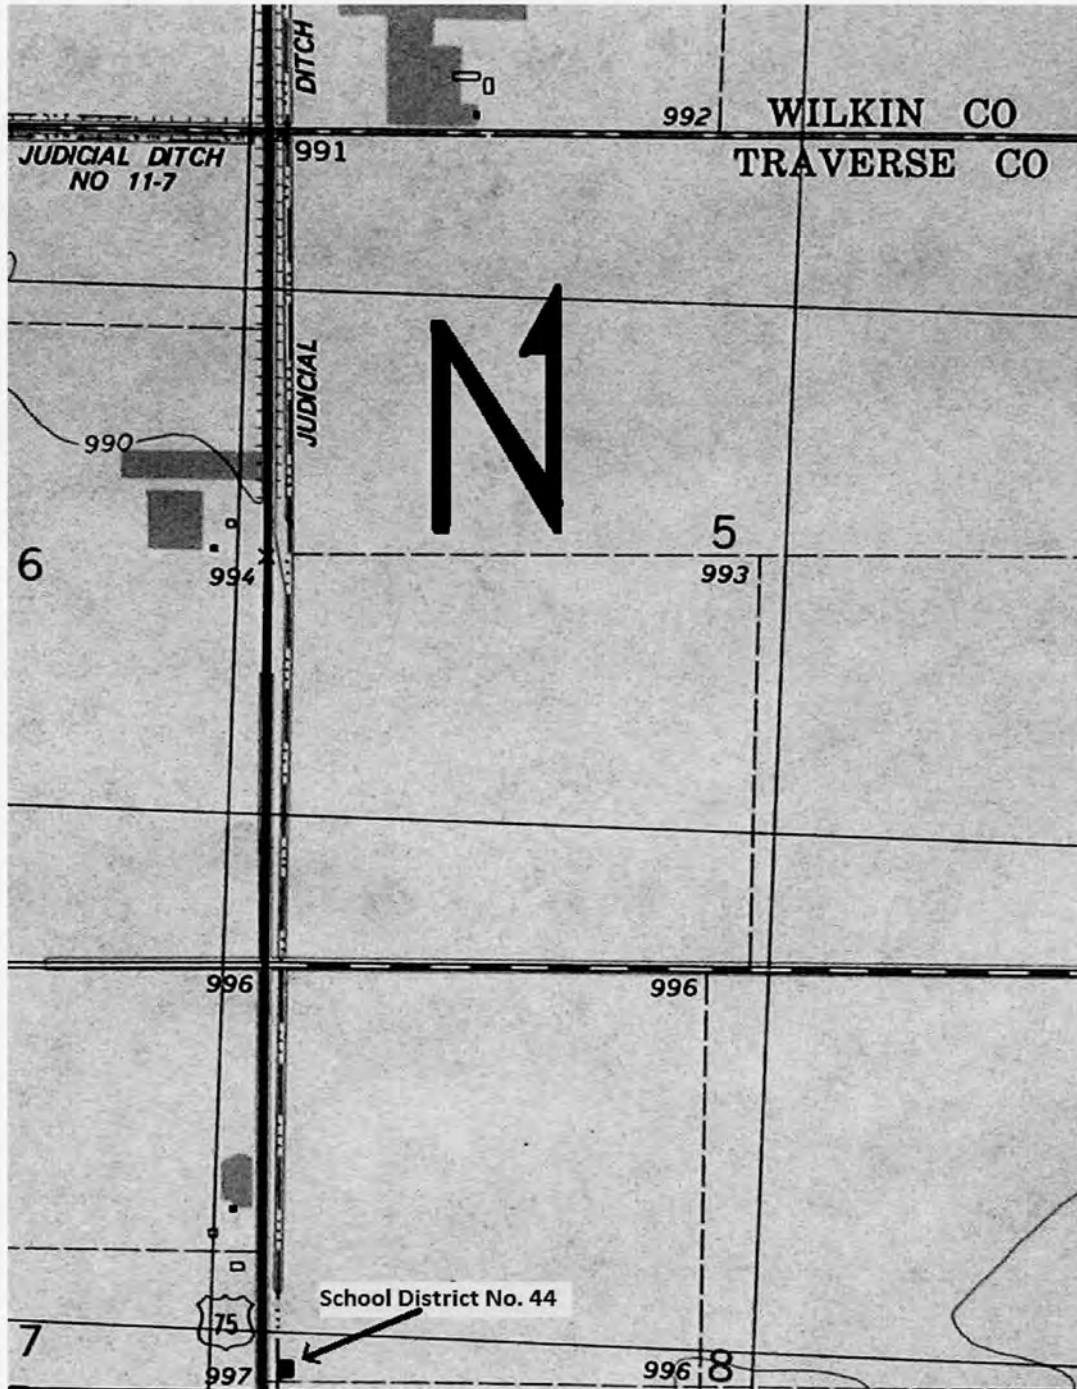 DITCH
992
WILKIN CO
JUDICIAL DITCH
NO 11-7
991
TRAVERSE CO
N
JUDICIAL
990
5
6
994
993
996
996
School District No. 44
75
7
997
996
8